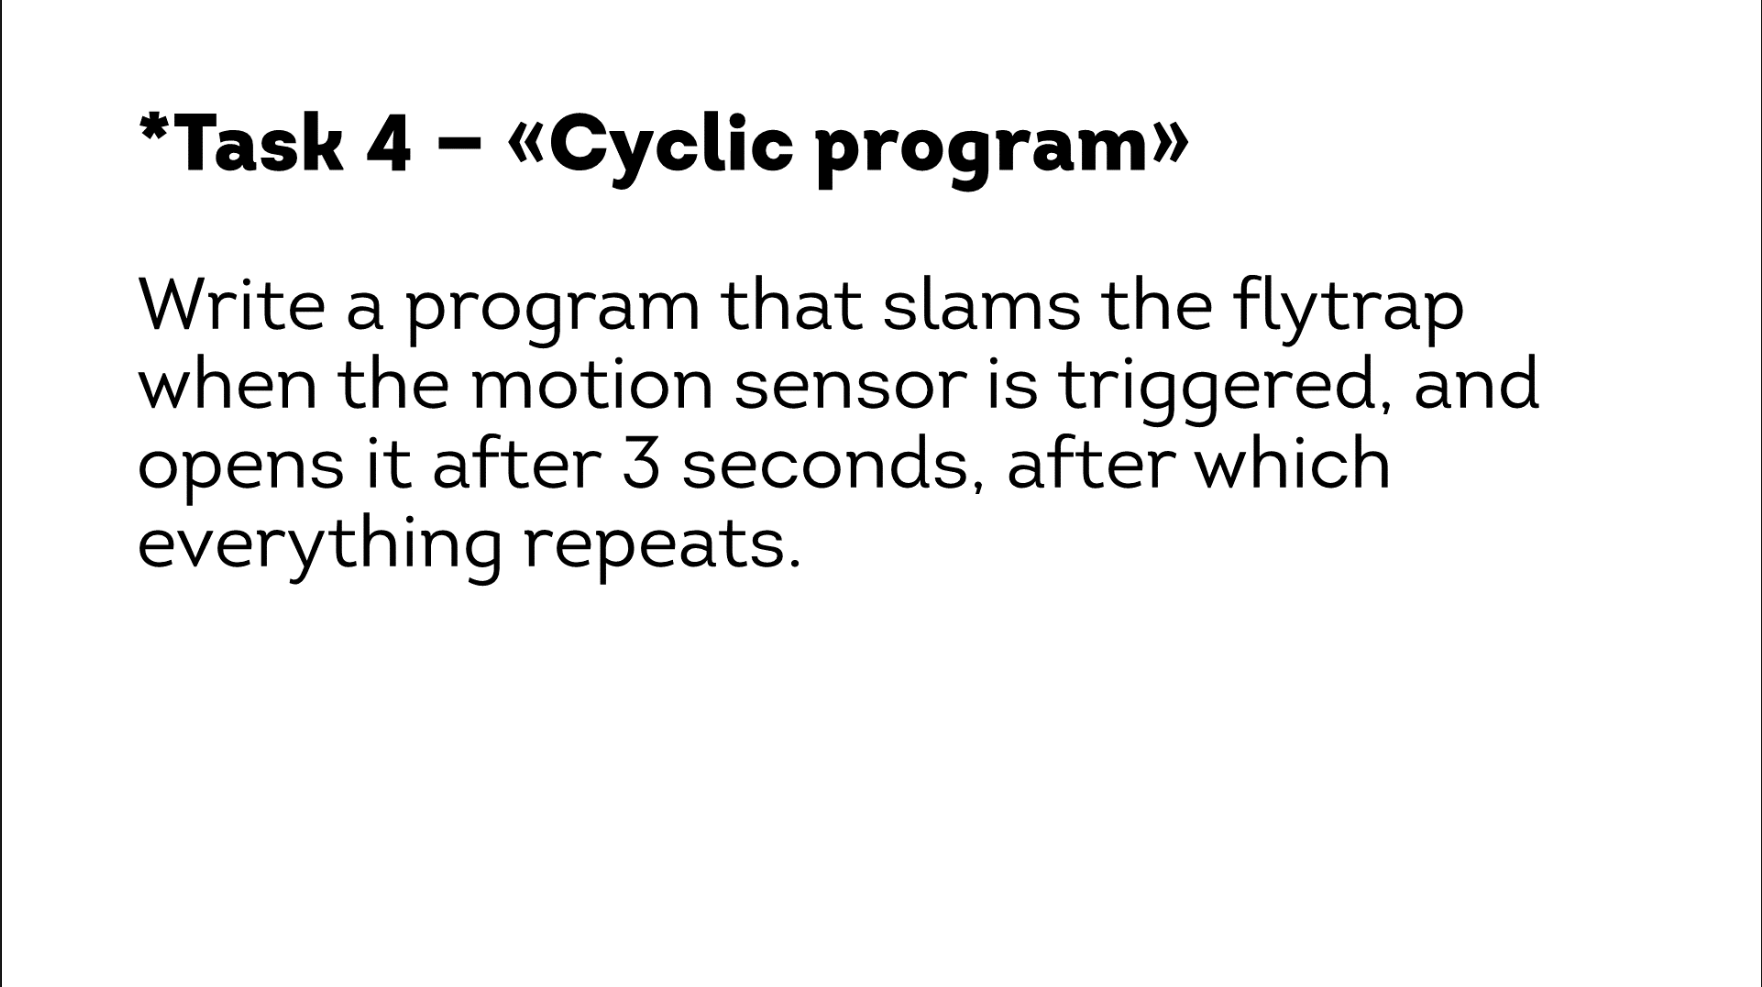 *Task 4 – «Cyclic program»
Write a program that slams the flytrap
when the motion sensor is triggered, and
opens it after 3 seconds, after which
everything repeats.